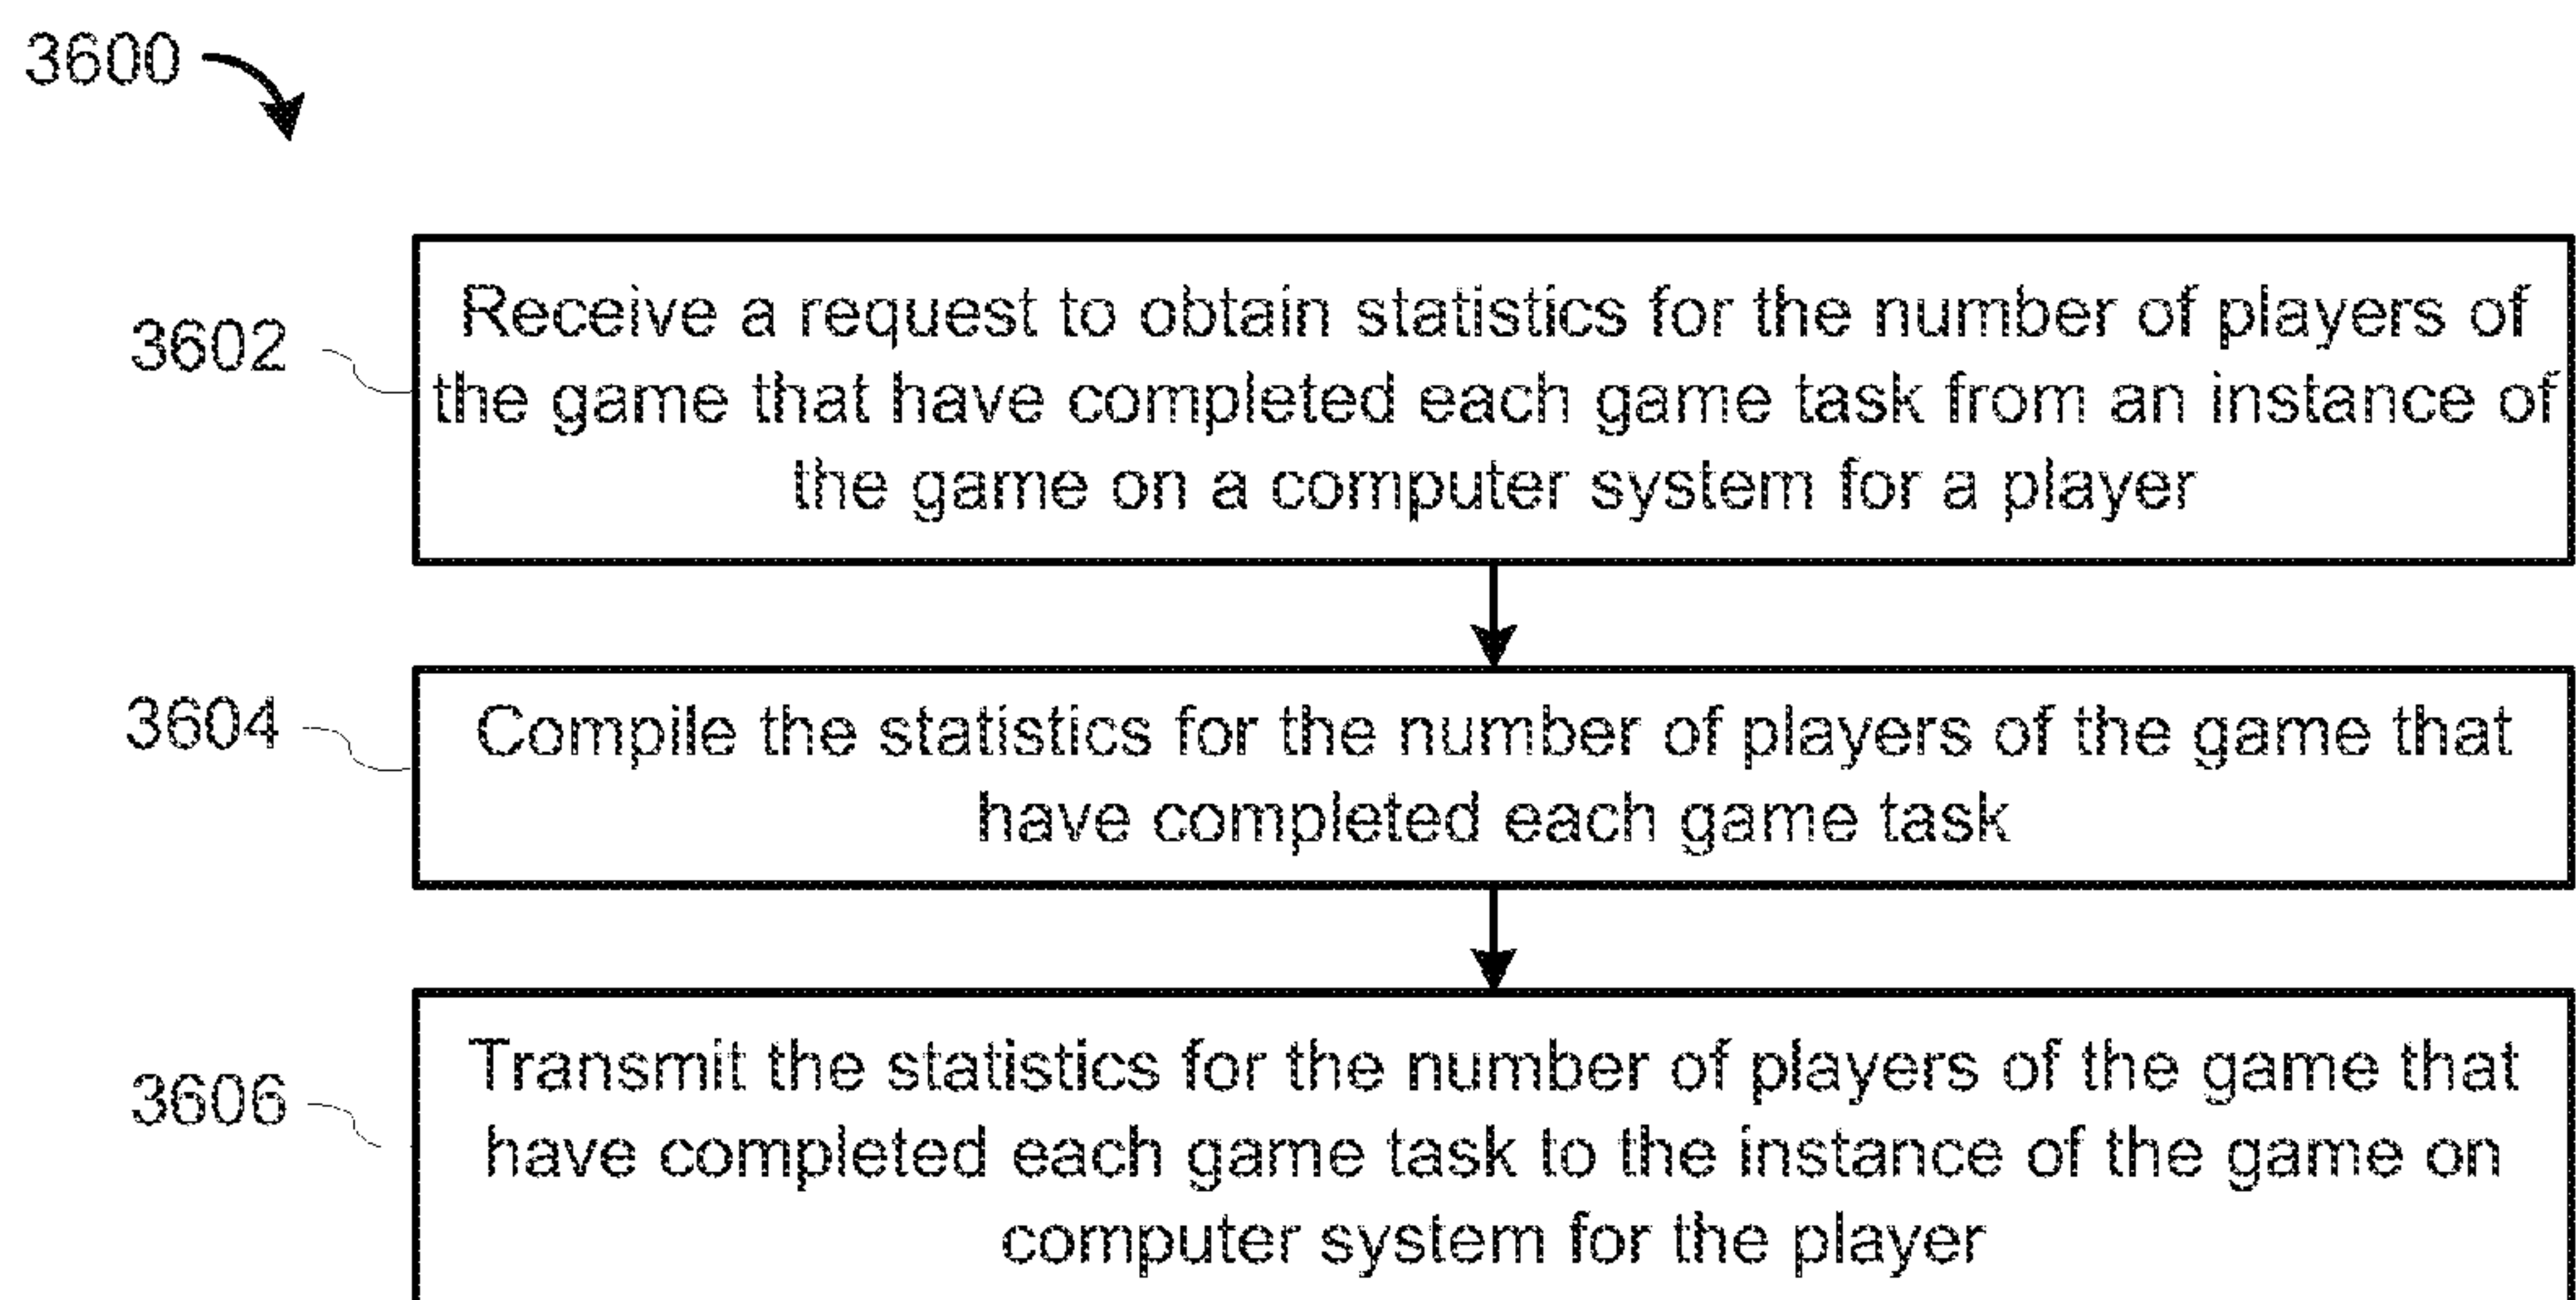 3600
3602
Receive a request to obtain statistics for the number of players of
the game that have completed each game task from an instance of
the game on a computer system for a player
3604
Compile the statistics for the number of players of the game that
have completed each game task
3606
Transmit the statistics for the number of players of the game that
have completed each game task to the instance of the game on
computer system for the player